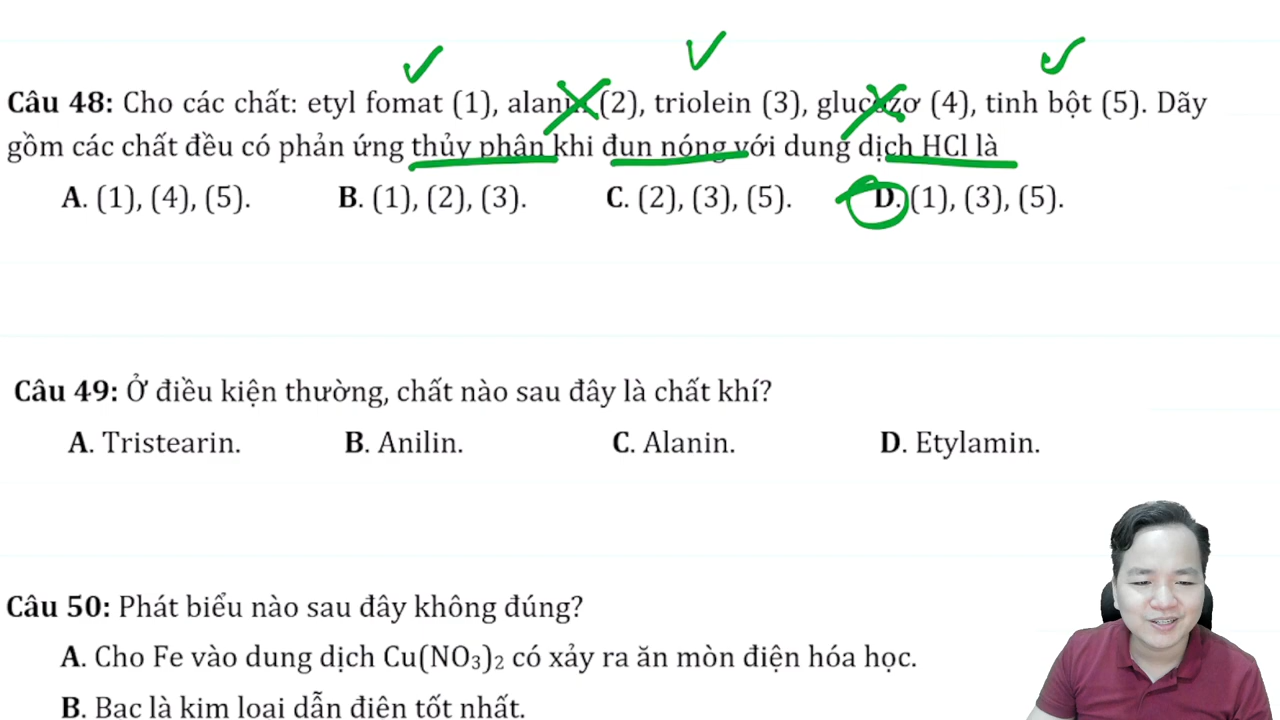 Câu 48: Cho các chất: etyl fomat (1), alanin (2), triolein (3), glucozơ (4), tinh bột (5). Dãy
gồm các chất đều có phản ứng thủy phân khi đun nóng với dung dịch HCl là
A. (1), (4), (5). B. (1), (2), (3). C. (2), (3), (5). D. (1), (3), (5).
Câu 49: Ở điều kiện thường, chất nào sau đây là chất khí?
A. Tristearin. B. Anilin. C. Alanin. D. Etylamin.
Câu 50: Phát biểu nào sau đây không đúng?
A. Cho Fe vào dung dịch Cu(NO₃)₂ có xảy ra ăn mòn điện hóa học.
B. Bạc là kim loại dẫn điện tốt nhất.